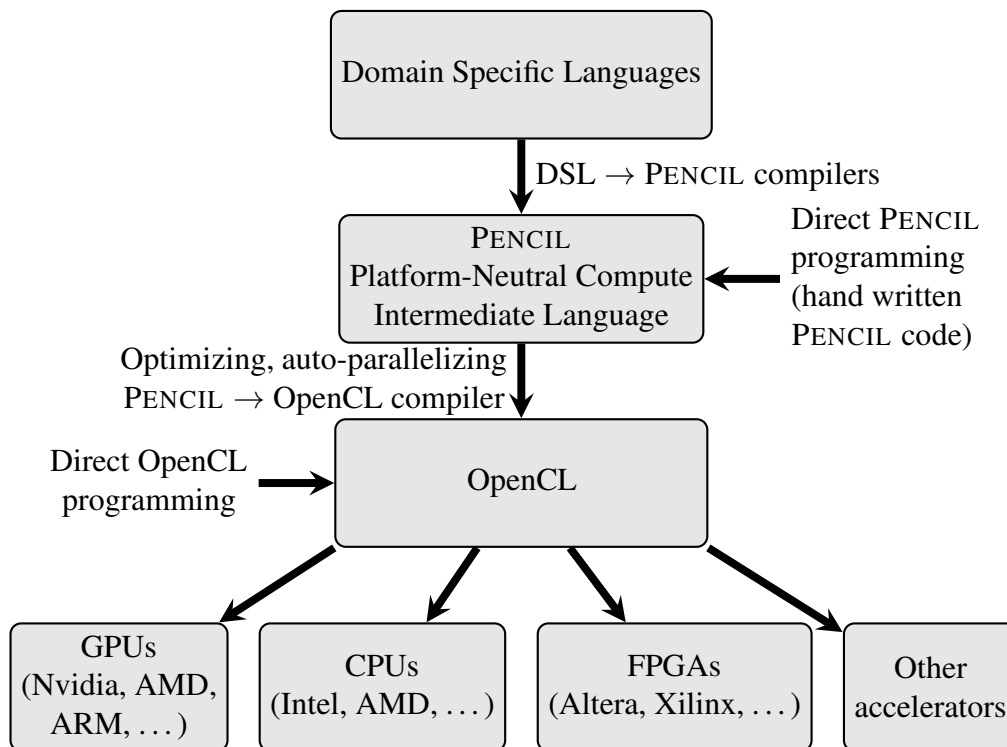 Domain Specific Languages
DSL → PENCIL compilers
PENCIL
Platform-Neutral Compute
Intermediate Language
Direct PENCIL
programming
(hand written
PENCIL code)
Optimizing, auto-parallelizing
PENCIL → OpenCL compiler
Direct OpenCL
programming
OpenCL
GPUs
(Nvidia, AMD,
ARM, . . . )
CPUs
(Intel, AMD, . . . )
FPGAs
(Altera, Xilinx, . . . )
Other
accelerators